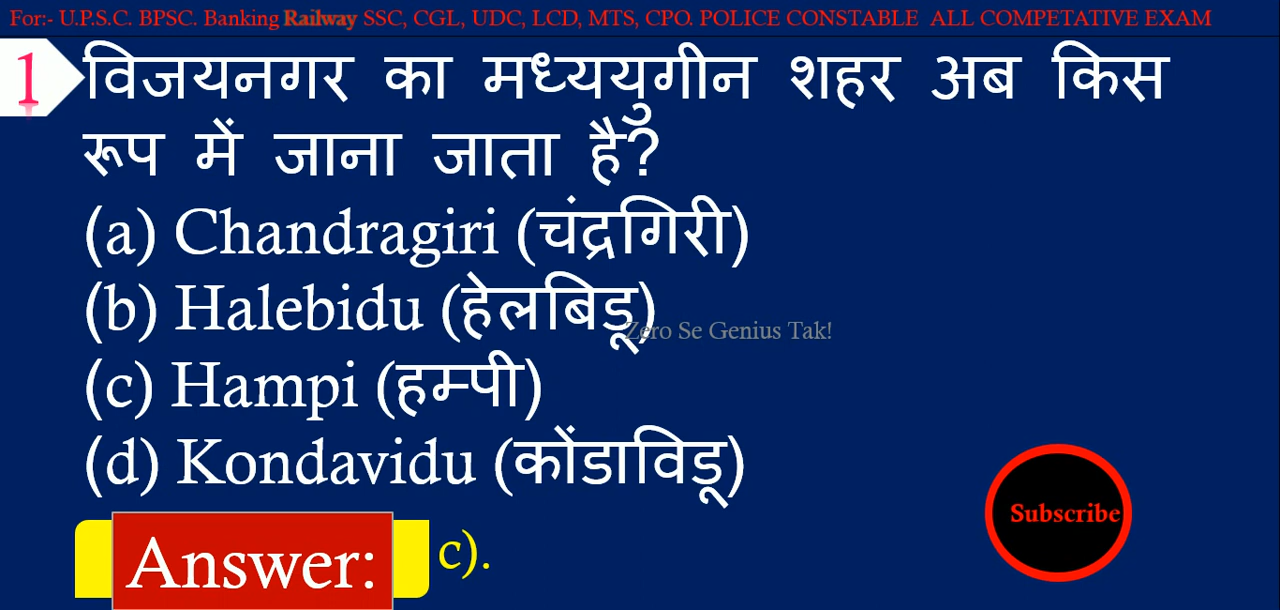 For:- U.P.S.C. BPSC. Banking Railway SSC, CGL, UDC, LCD, MTS, CPO. POLICE CONSTABLE ALL COMPETATIVE EXAM
1 विजयनगर का मध्ययुगीन शहर अब किस
रूप में जाना जाता है?
(a) Chandragiri (चंद्रगिरी)
(b) Halebidu (हेलबिडू)
Zero Se Genius Tak!
(c) Hampi (हम्पी)
(d) Kondavidu (कोंडाविडू)
Subscribe
Answer: c).